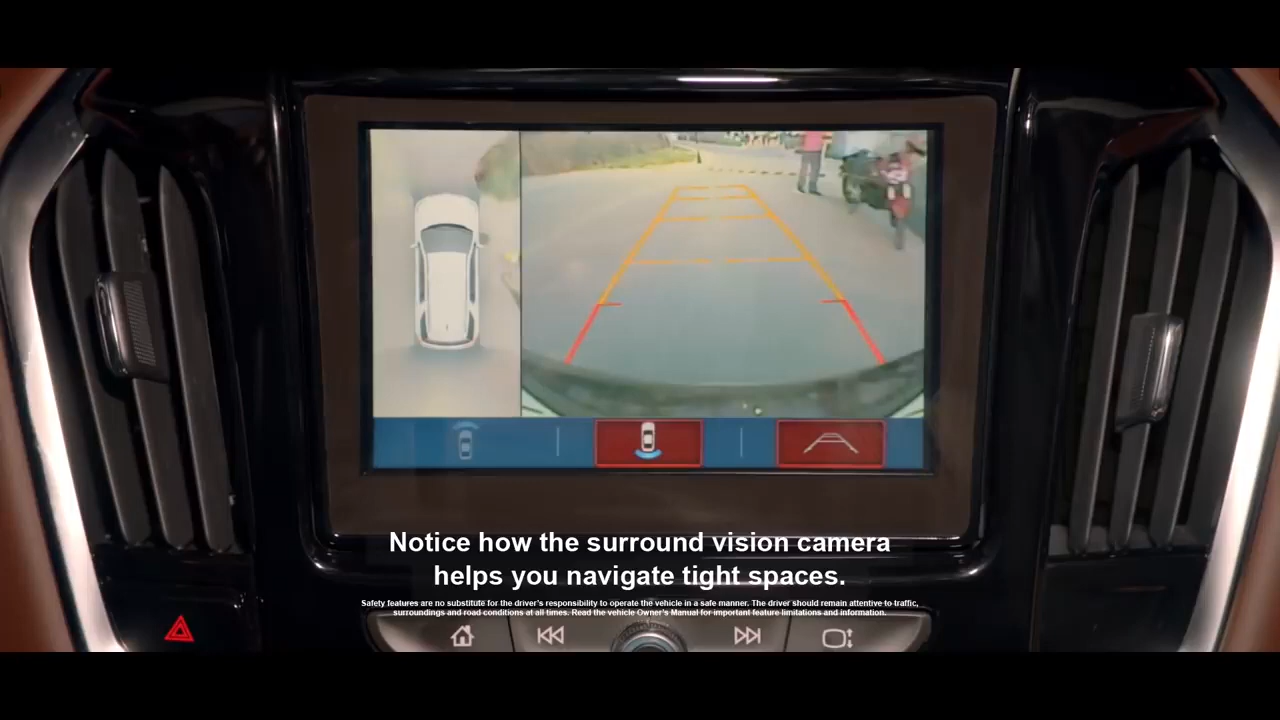 Notice how the surround vision camera
helps you navigate tight spaces.
Safety features are no substitute for the driver's responsibility to operate the vehicle in a safe manner. The driver should remain attentive to traffic,
surroundings and road conditions at all times. Read the vehicle Owner's Manual for important feature limitations and information.